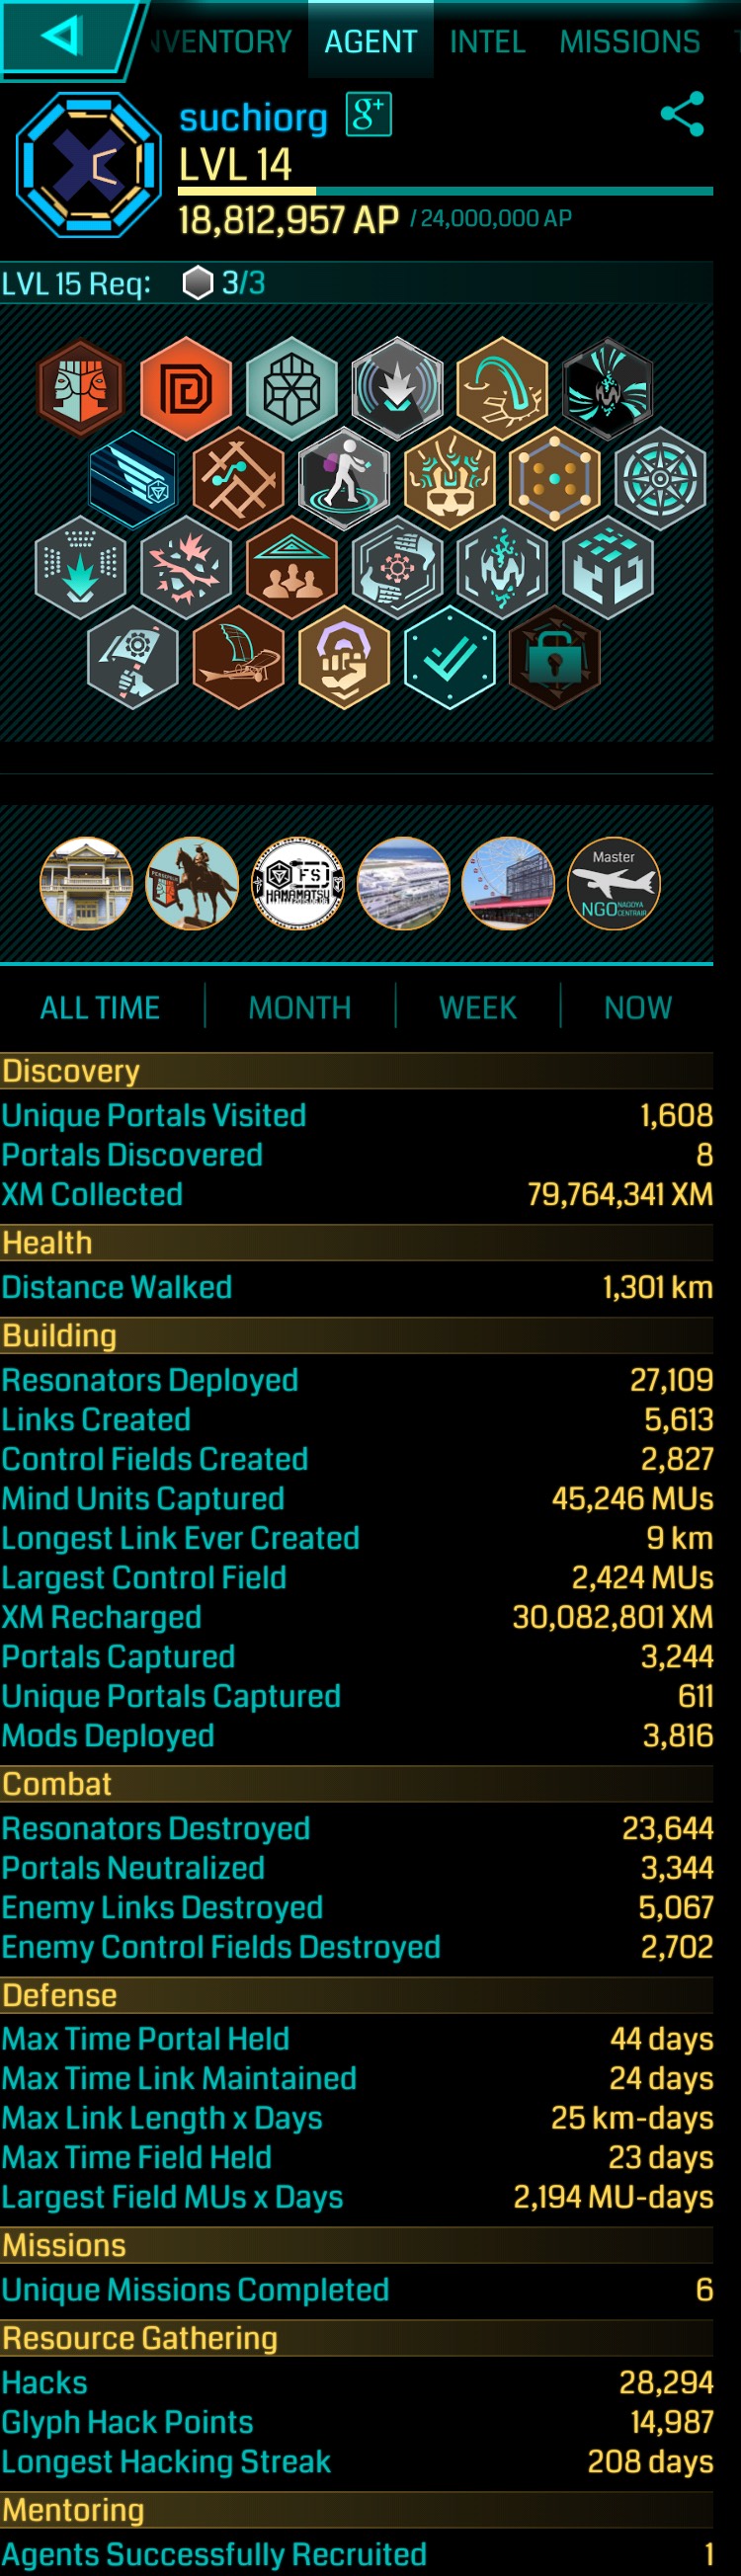 NVENTORY AGENT INTEL MISSIONS
suchiorg g+
LVL 14
18,812,957 AP / 24,000,000 AP
LVL 15 Req: 3/3
PERSEPOLIS
FS
HAMAMATSU
Master
NGO NAGOYA CENTRAIR
ALL TIME MONTH WEEK NOW
Discovery
Unique Portals Visited 1,608
Portals Discovered 8
XM Collected 79,764,341 XM
Health
Distance Walked 1,301 km
Building
Resonators Deployed 27,109
Links Created 5,613
Control Fields Created 2,827
Mind Units Captured 45,246 MUs
Longest Link Ever Created 9 km
Largest Control Field 2,424 MUs
XM Recharged 30,082,801 XM
Portals Captured 3,244
Unique Portals Captured 611
Mods Deployed 3,816
Combat
Resonators Destroyed 23,644
Portals Neutralized 3,344
Enemy Links Destroyed 5,067
Enemy Control Fields Destroyed 2,702
Defense
Max Time Portal Held 44 days
Max Time Link Maintained 24 days
Max Link Length x Days 25 km-days
Max Time Field Held 23 days
Largest Field MUs x Days 2,194 MU-days
Missions
Unique Missions Completed 6
Resource Gathering
Hacks 28,294
Glyph Hack Points 14,987
Longest Hacking Streak 208 days
Mentoring
Agents Successfully Recruited 1